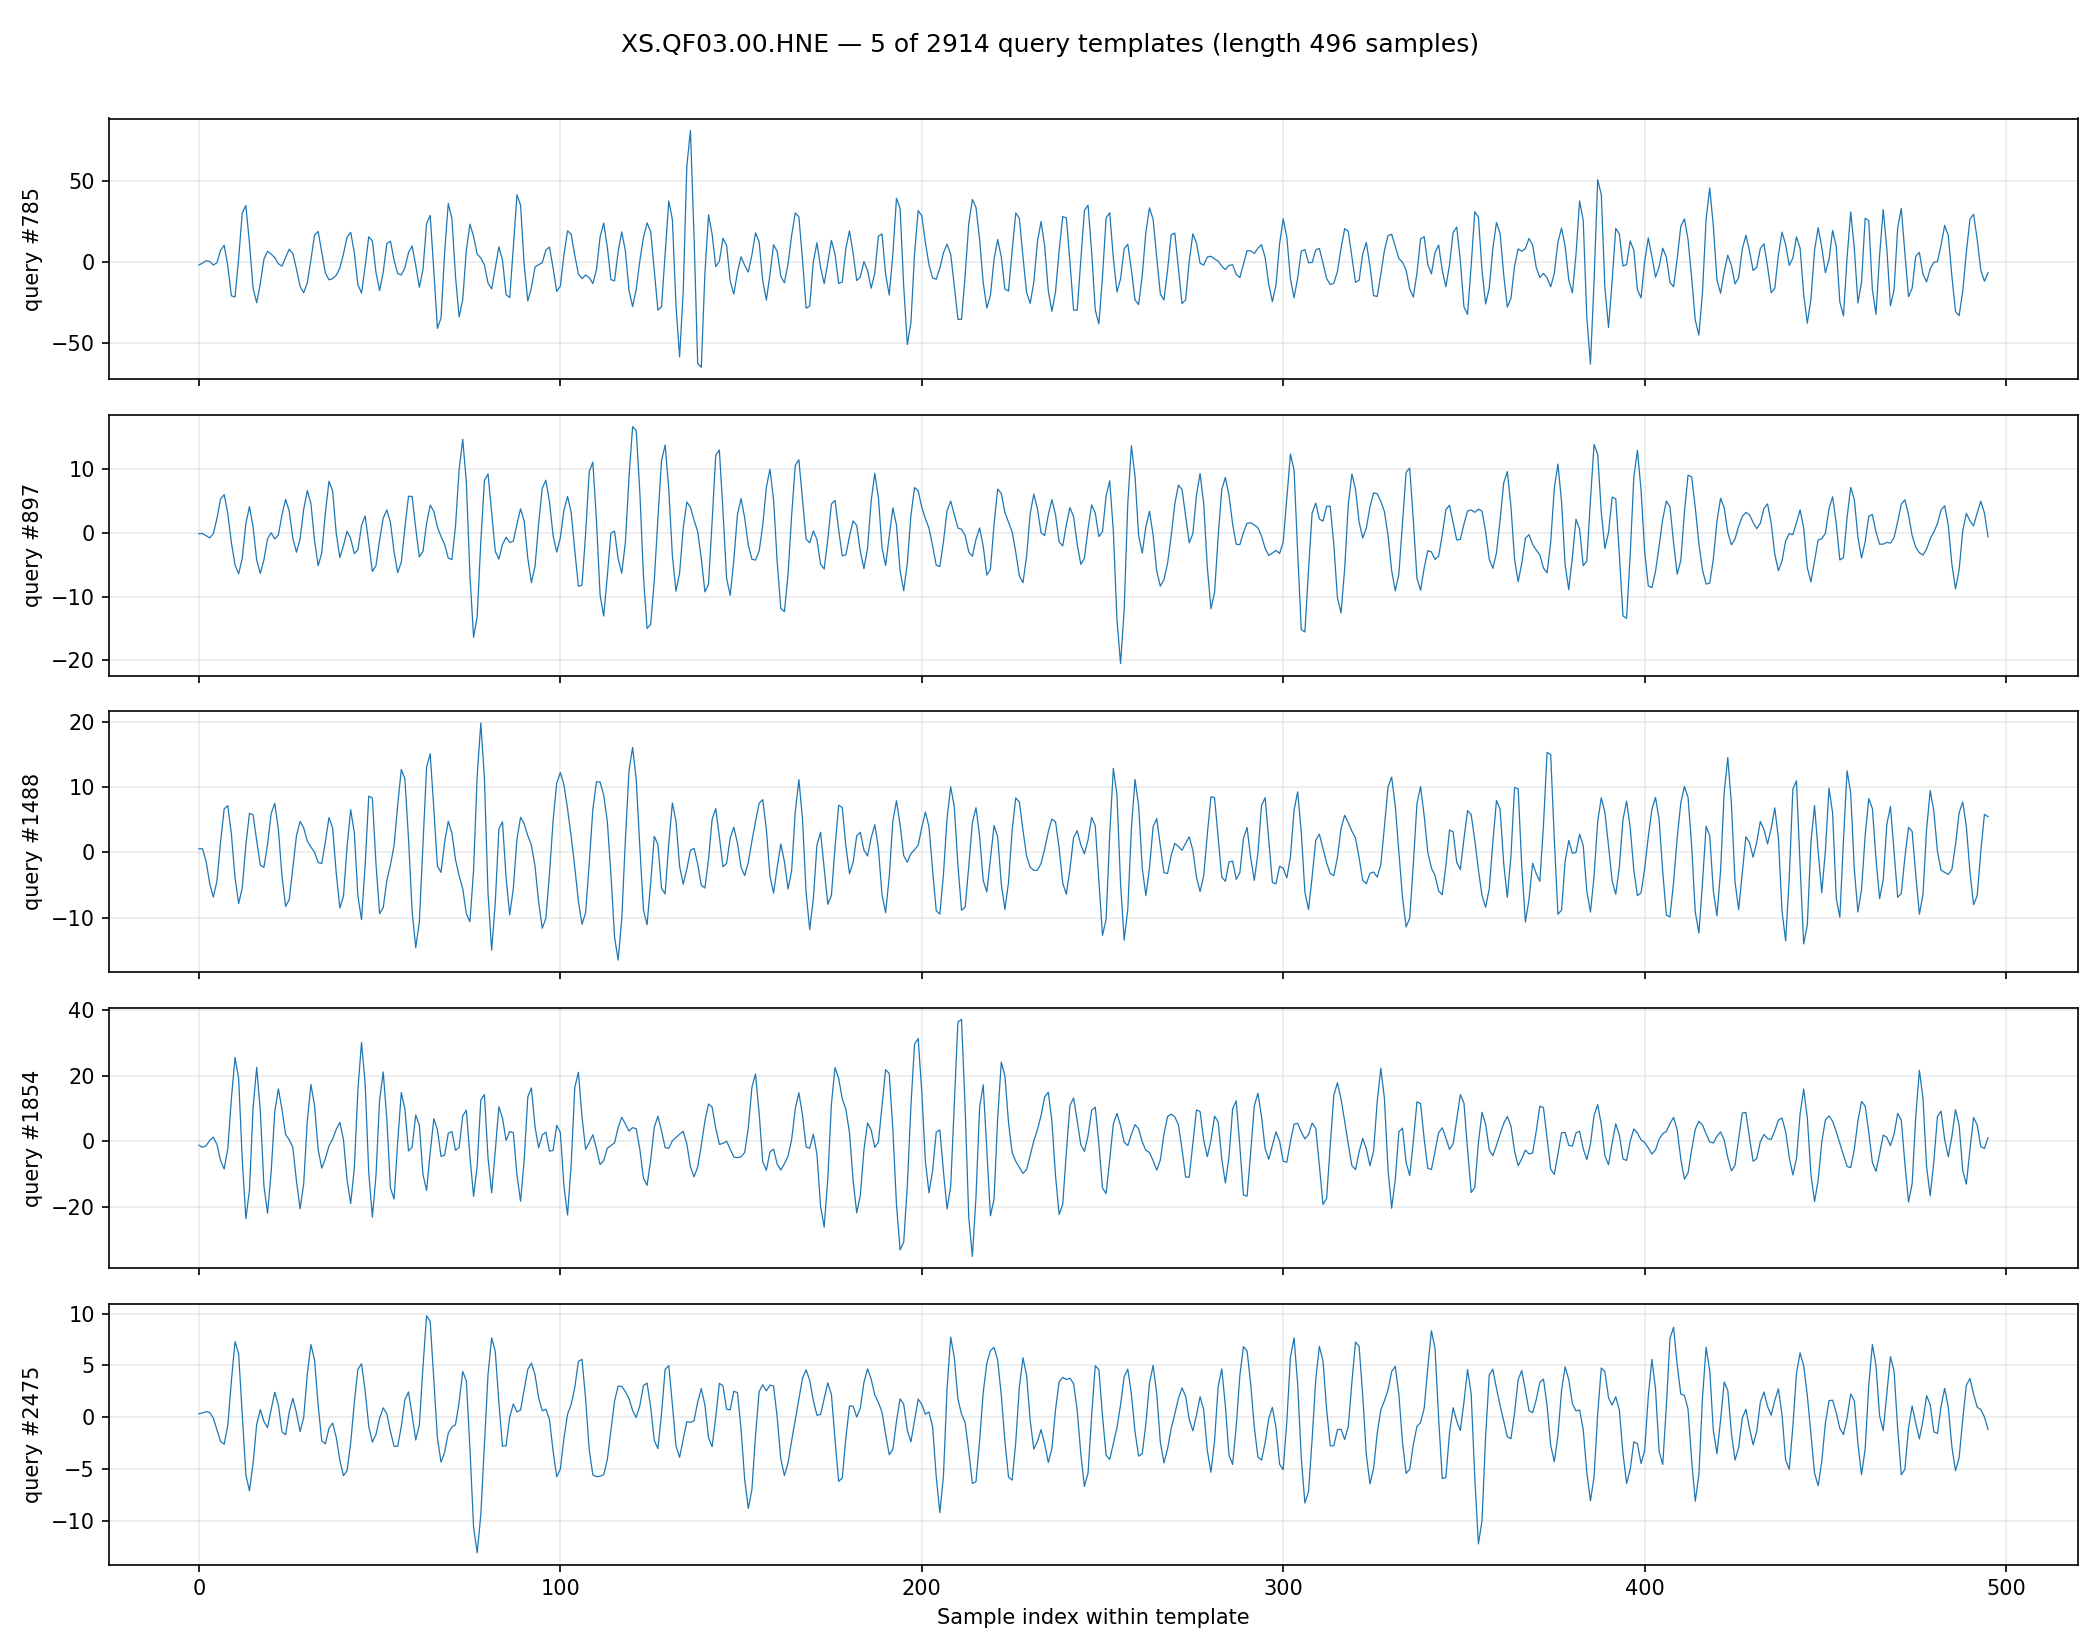 XS.QF03.00.HNE — 5 of 2914 query templates (length 496 samples)
query #785
50
0
−50
query #897
10
0
−10
−20
query #1488
20
10
0
−10
query #1854
40
20
0
−20
query #2475
10
5
0
−5
−10
0 100 200 300 400 500
Sample index within template